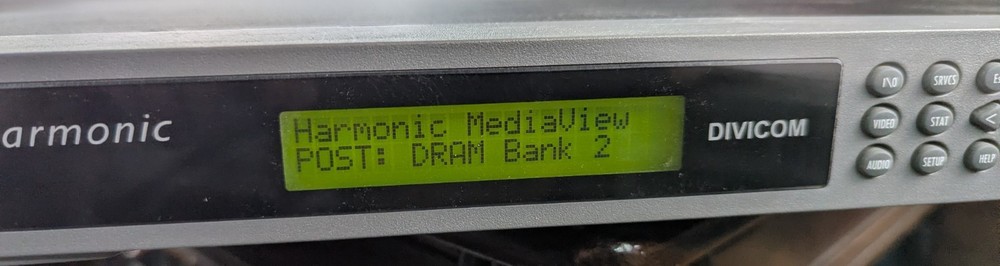 armonic
Harmonic MediaView
POST: DRAM Bank 2
DIVICOM
I\O
SRVCS
VIDEO
STAT
<
AUDIO
SETUP
HELP